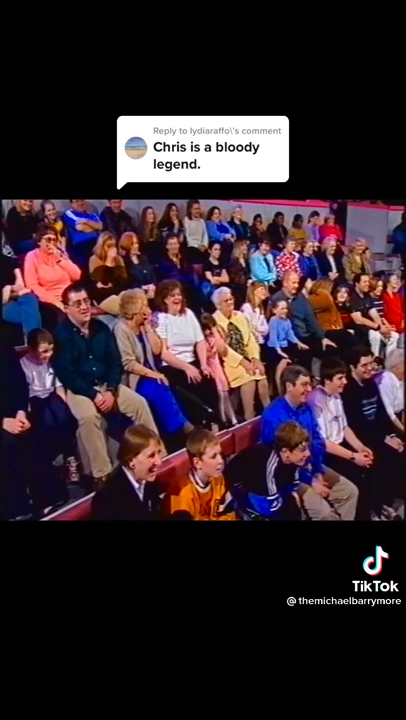 Reply to lydiaraffo\'s comment
Chris is a bloody
legend.
TikTok
@ themichaelbarrymore